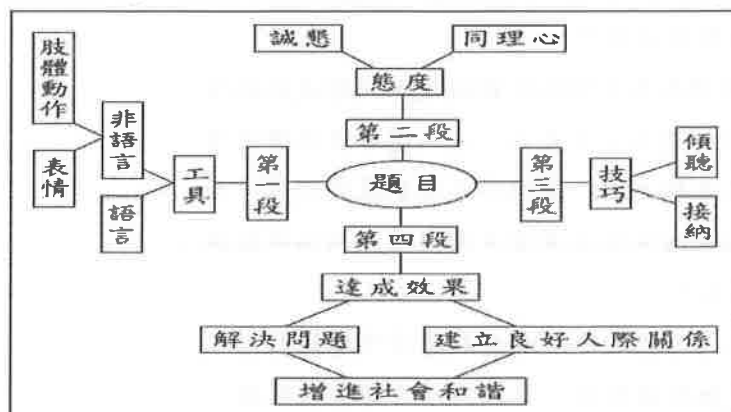 誠懇
同理心
態度
第二段
題目
第一段
工具
非語言
語言
肢體動作
表情
第三段
技巧
傾聽
接納
第四段
達成效果
解決問題
建立良好人際關係
增進社會和諧